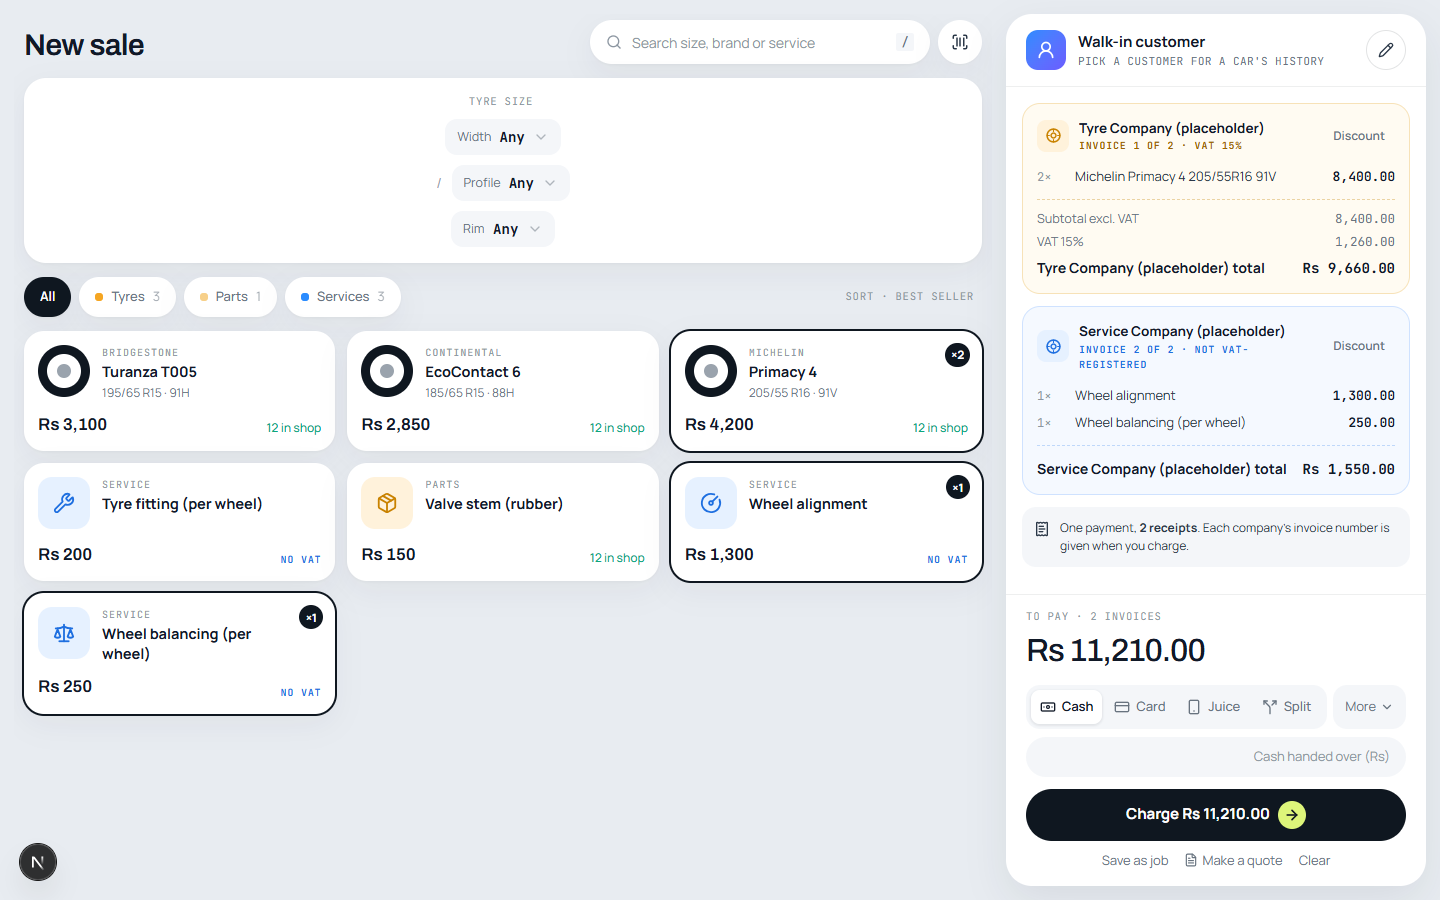 New sale
Search size, brand or service /
TYRE SIZE
Width Any
/ Profile Any
Rim Any
All
Tyres 3
Parts 1
Services 3
SORT · BEST SELLER
BRIDGESTONE
Turanza T005
195/65 R15 · 91H
Rs 3,100
12 in shop
CONTINENTAL
EcoContact 6
185/65 R15 · 88H
Rs 2,850
12 in shop
×2
MICHELIN
Primacy 4
205/55 R16 · 91V
Rs 4,200
12 in shop
SERVICE
Tyre fitting (per wheel)
Rs 200
NO VAT
PARTS
Valve stem (rubber)
Rs 150
12 in shop
×1
SERVICE
Wheel alignment
Rs 1,300
NO VAT
×1
SERVICE
Wheel balancing (per
wheel)
Rs 250
NO VAT
N
Walk-in customer
PICK A CUSTOMER FOR A CAR'S HISTORY
Tyre Company (placeholder)
INVOICE 1 OF 2 · VAT 15%
Discount
2× Michelin Primacy 4 205/55R16 91V 8,400.00
Subtotal excl. VAT 8,400.00
VAT 15% 1,260.00
Tyre Company (placeholder) total Rs 9,660.00
Service Company (placeholder)
INVOICE 2 OF 2 · NOT VAT-
REGISTERED
Discount
1× Wheel alignment 1,300.00
1× Wheel balancing (per wheel) 250.00
Service Company (placeholder) total Rs 1,550.00
One payment, 2 receipts. Each company's invoice number is
given when you charge.
TO PAY · 2 INVOICES
Rs 11,210.00
Cash
Card
Juice
Split
More
Cash handed over (Rs)
Charge Rs 11,210.00
Save as job
Make a quote
Clear